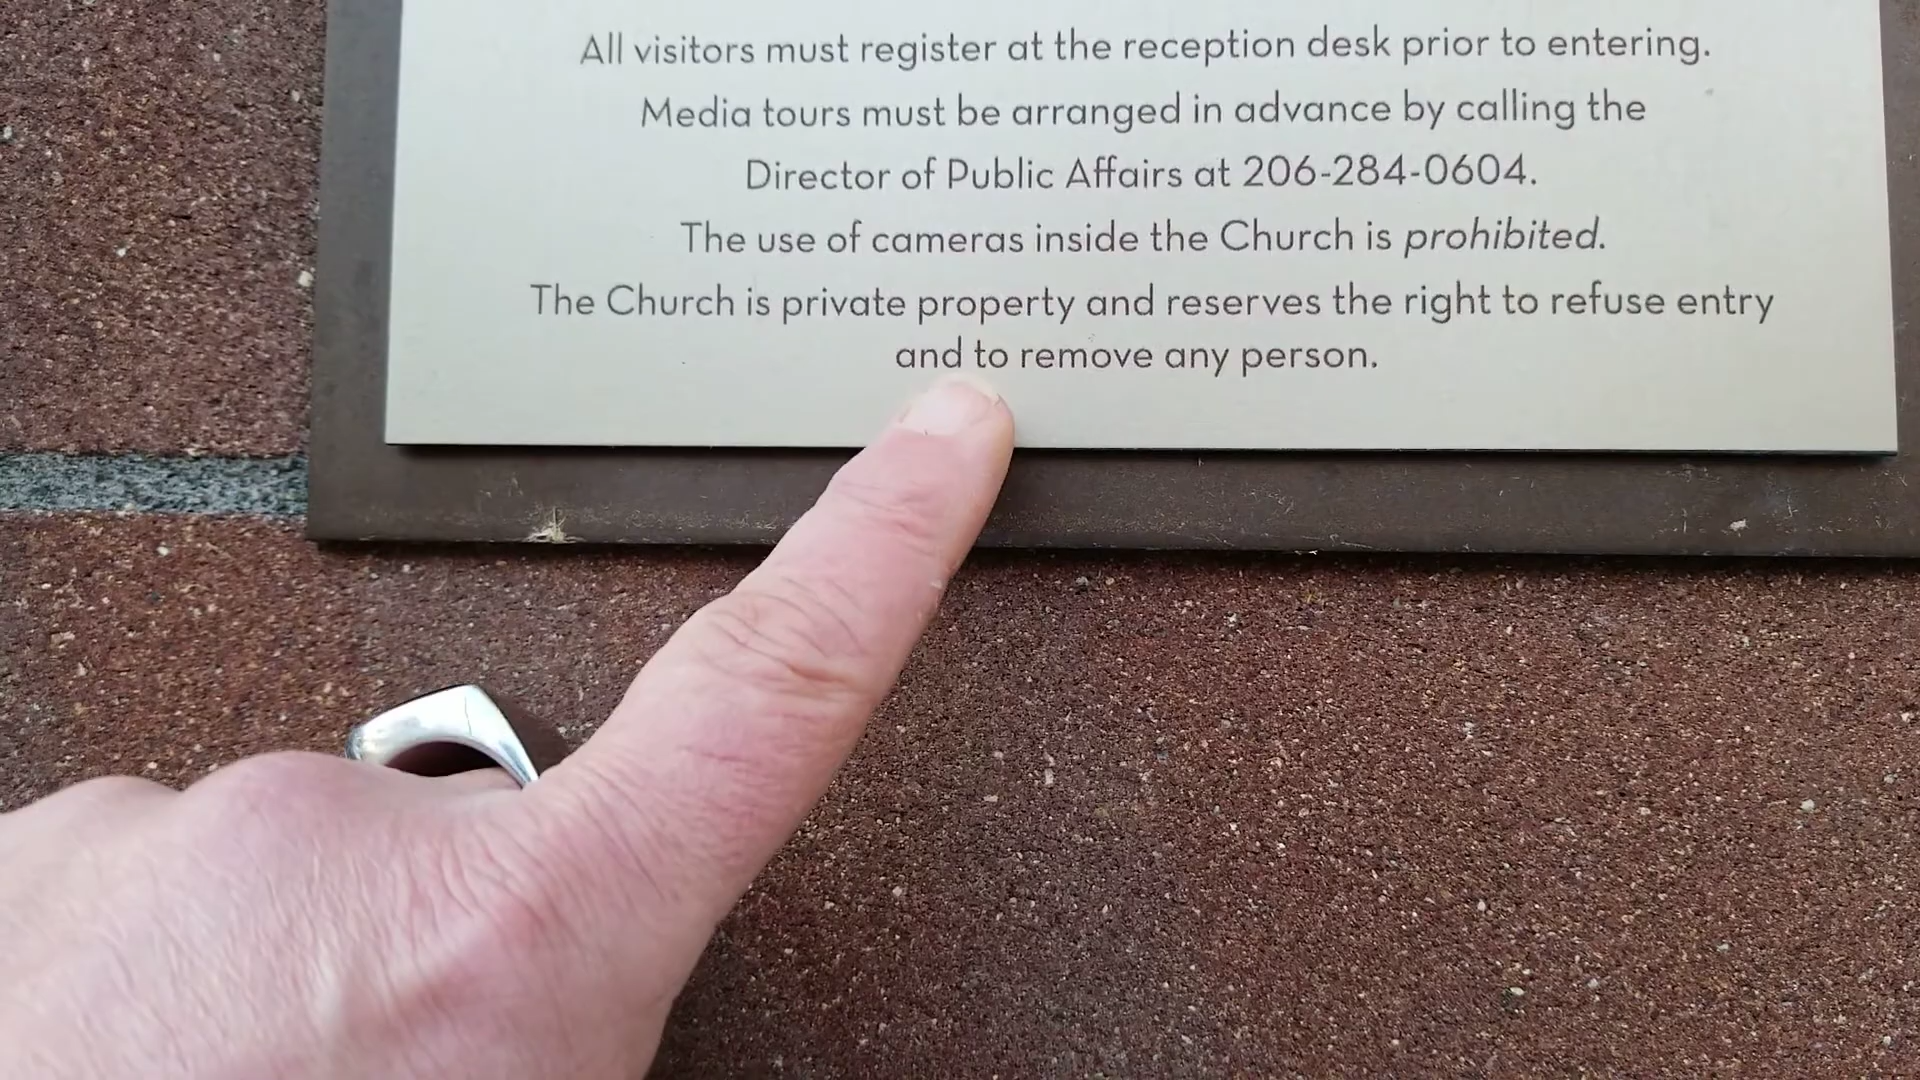 All visitors must register at the reception desk prior to entering.
Media tours must be arranged in advance by calling the
Director of Public Affairs at 206-284-0604.
The use of cameras inside the Church is prohibited.
The Church is private property and reserves the right to refuse entry
and to remove any person.